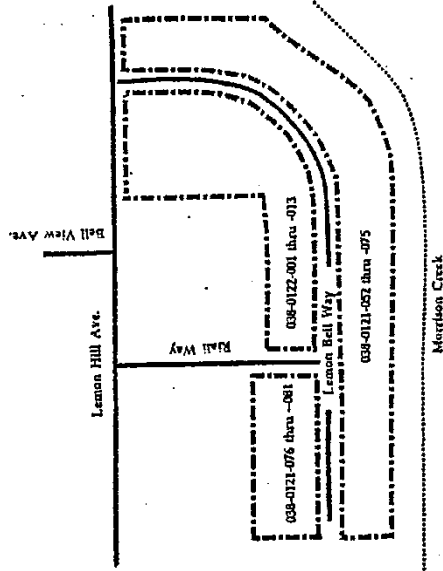 Bell View Ave.
Lemon Hill Ave.
Riali Way
038-0122-001 thru -013
Lemon Bell Way
038-0121-076 thru -081
038-0121-052 thru -075
Morrison Creek